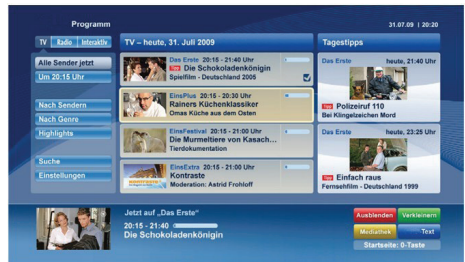 Programm
31.07.09 | 20:20
TV Radio Interaktiv
Alle Sender jetzt
Um 20:15 Uhr
Nach Sendern
Nach Genre
Highlights
Suche
Einstellungen
TV – heute, 31. Juli 2009
Das Erste 20:15 - 21:40 Uhr
Tipp Die Schokoladenkönigin
Spielfilm - Deutschland 2005
EinsPlus 20:15 - 20:30 Uhr
Rainers Küchenklassiker
Omas Küche aus dem Osten
EinsFestival 20:15 - 21:00 Uhr
Die Murmeltiere von Kasach...
Tierdokumentation
EinsExtra 20:15 - 21:00 Uhr
Kontraste
Moderation: Astrid Frohloff
kontraste
Tagestipps
Das Erste heute, 21:40 Uhr
Tipp Polizeiruf 110
Bei Klingelzeichen Mord
Das Erste heute, 23:25 Uhr
Tipp Einfach raus
Fernsehfilm - Deutschland 1999
Jetzt auf „Das Erste“
20:15 - 21:40
Die Schokoladenkönigin
Ausblenden Verkleinern
Mediathek Text
Startseite: 0-Taste